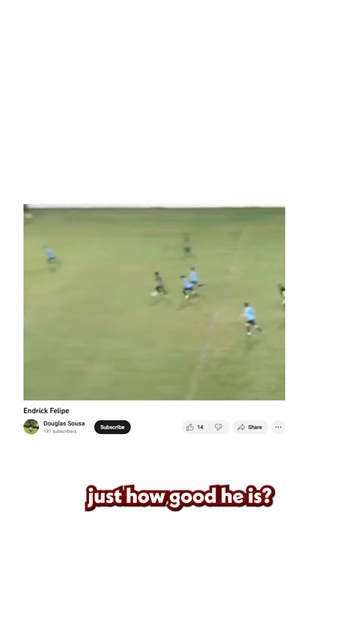 Endrick Felipe
Douglas Sousa
131 subscribers
Subscribe
14
Share
just how good he is?